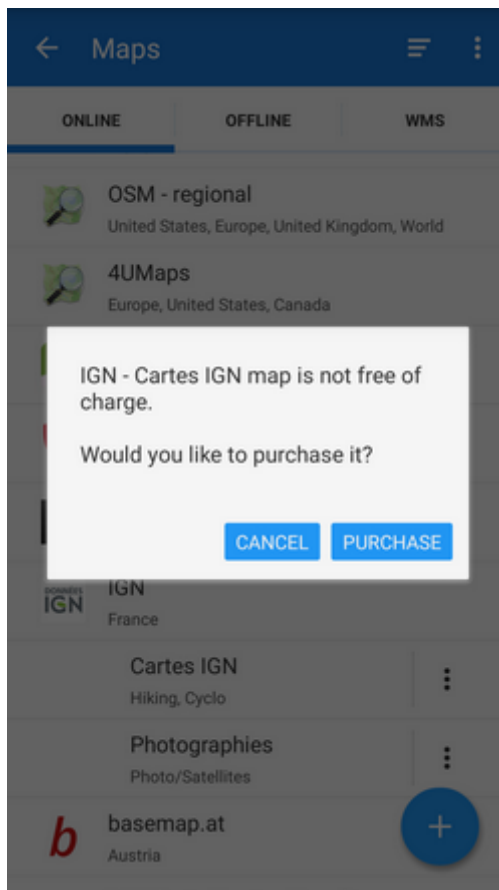 Maps
ONLINE OFFLINE WMS
OSM - regional
United States, Europe, United Kingdom, World
4UMaps
Europe, United States, Canada
IGN - Cartes IGN map is not free of
charge.
Would you like to purchase it?
CANCEL PURCHASE
DONNÉES
IGN
IGN
France
Cartes IGN
Hiking, Cyclo
Photographies
Photo/Satellites
b
basemap.at
Austria